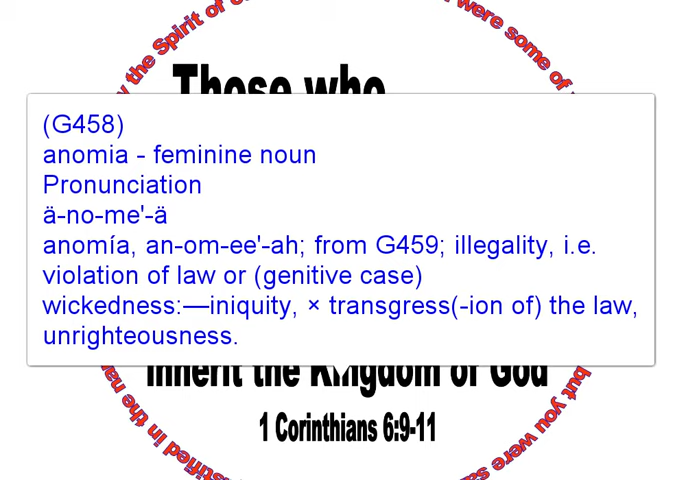 the Spirit of
were some of
Those who
(G458)
anomia - feminine noun
Pronunciation
ä-no-me'-ä
anomía, an-om-ee'-ah; from G459; illegality, i.e.
violation of law or (genitive case)
wickedness:—iniquity, × transgress(-ion of) the law,
unrighteousness.
Inherit the Kingdom of God
1 Corinthians 6:9-11
but you were
in the